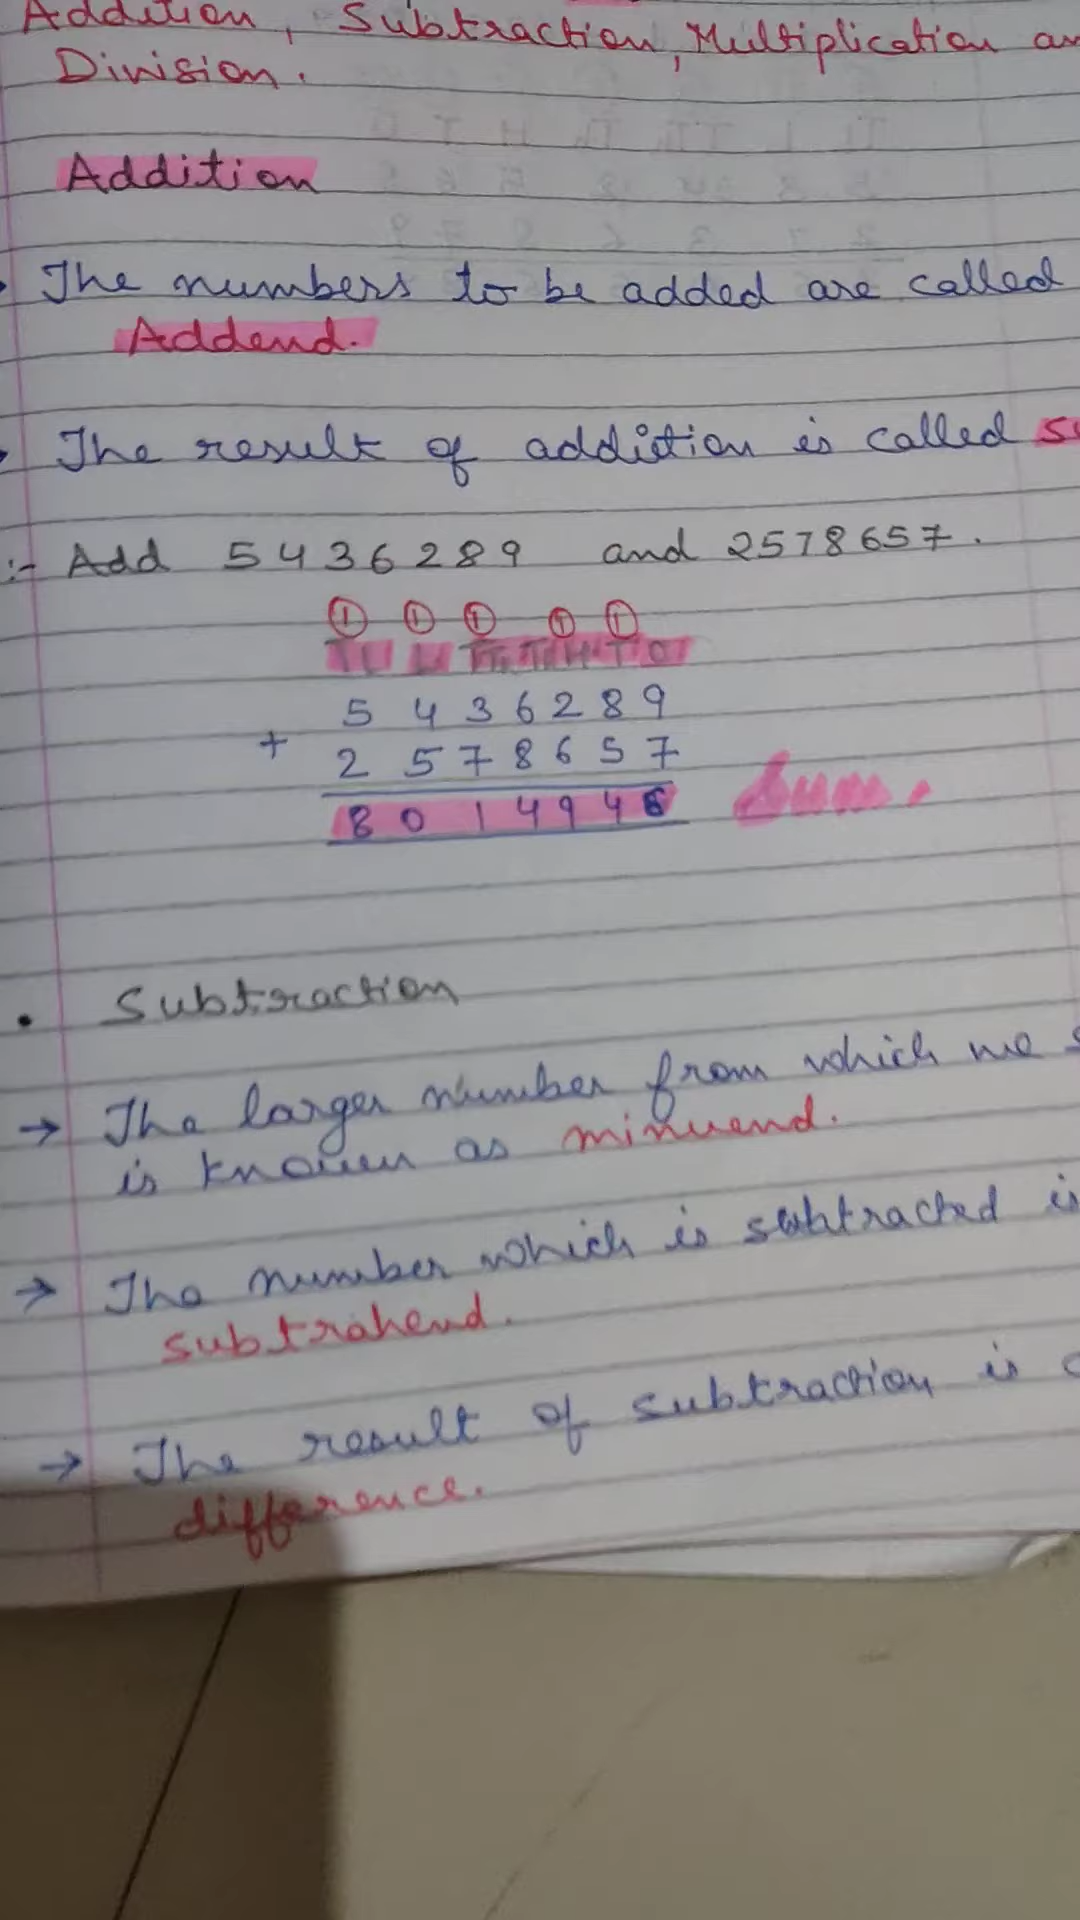 Addition, Subtraction, Multiplication
Division.
Addition
The numbers to be added are called
Addend.
The result of addition is called
:- Add 5436289 and 2578657.
1 1 1 1 1
TL L TTh Th H T O
5 4 3 6 2 8 9
+ 2 5 7 8 6 5 7
8 0 1 4 9 4 6 Sum.
• Subtraction
→ The larger number from which we
is known as minuend.
→ The number which is subtracted is
subtrahend.
→ The result of subtraction is
difference.